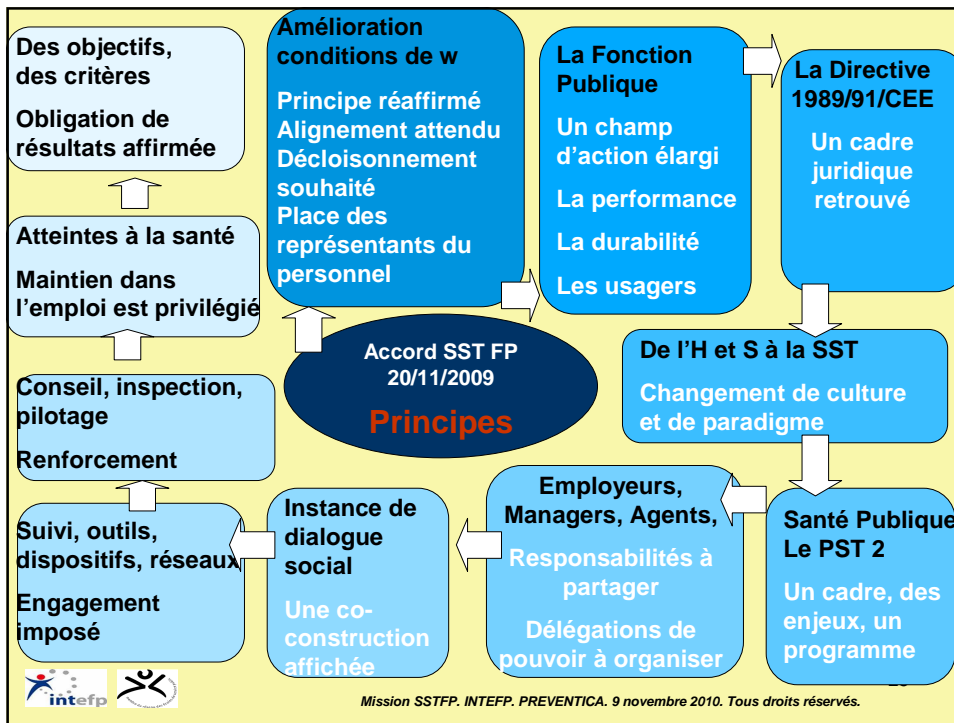 Accord SST FP
20/11/2009
Principes
Amélioration
conditions de w
Principe réaffirmé
Alignement attendu
Décloisonnement
souhaité
Place des
représentants du
personnel
La Fonction
Publique
Un champ
d'action élargi
La performance
La durabilité
Les usagers
La Directive
1989/91/CEE
Un cadre
juridique
retrouvé
De l'H et S à la SST
Changement de culture
et de paradigme
Santé Publique
Le PST 2
Un cadre, des
enjeux, un
programme
Employeurs,
Managers, Agents,
Responsabilités à
partager
Délégations de
pouvoir à organiser
Instance de
dialogue
social
Une co-
construction
affichée
Suivi, outils,
dispositifs, réseaux
Engagement
imposé
Conseil, inspection,
pilotage
Renforcement
Atteintes à la santé
Maintien dans
l'emploi est privilégié
Des objectifs,
des critères
Obligation de
résultats affirmée
intefp
Mission SSTFP. INTEFP. PREVENTICA. 9 novembre 2010. Tous droits réservés.